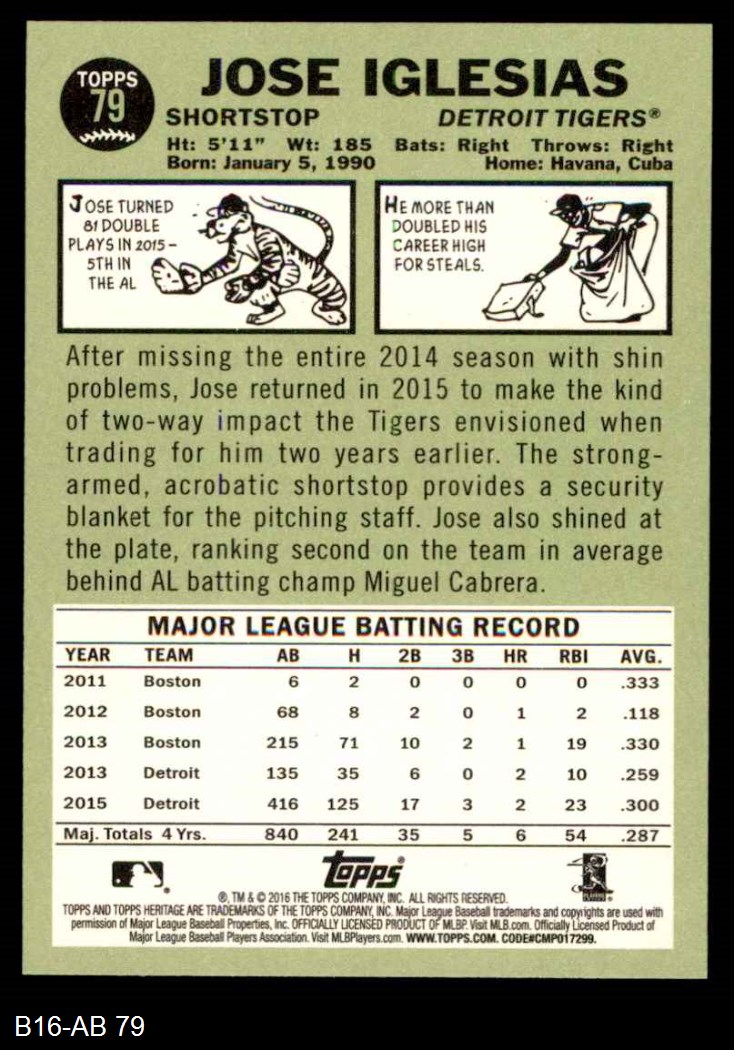 TOPPS
79
JOSE IGLESIAS
SHORTSTOP DETROIT TIGERS®
Ht: 5'11" Wt: 185 Bats: Right Throws: Right
Born: January 5, 1990 Home: Havana, Cuba
JOSE TURNED
81 DOUBLE
PLAYS IN 2015 –
5TH IN
THE AL
HE MORE THAN
DOUBLED HIS
CAREER HIGH
FOR STEALS.
After missing the entire 2014 season with shin
problems, Jose returned in 2015 to make the kind
of two-way impact the Tigers envisioned when
trading for him two years earlier. The strong-
armed, acrobatic shortstop provides a security
blanket for the pitching staff. Jose also shined at
the plate, ranking second on the team in average
behind AL batting champ Miguel Cabrera.
MAJOR LEAGUE BATTING RECORD
YEAR TEAM AB H 2B 3B HR RBI AVG.
2011 Boston 6 2 0 0 0 0 .333
2012 Boston 68 8 2 0 1 2 .118
2013 Boston 215 71 10 2 1 19 .330
2013 Detroit 135 35 6 0 2 10 .259
2015 Detroit 416 125 17 3 2 23 .300
Maj. Totals 4 Yrs. 840 241 35 5 6 54 .287
Topps®
®, TM & © 2016 THE TOPPS COMPANY, INC. ALL RIGHTS RESERVED.
TOPPS AND TOPPS HERITAGE ARE TRADEMARKS OF THE TOPPS COMPANY, INC. Major League Baseball trademarks and copyrights are used with
permission of Major League Baseball Properties, Inc. OFFICIALLY LICENSED PRODUCT OF MLBP. Visit MLB.com. Officially Licensed Product of
Major League Baseball Players Association. Visit MLBPlayers.com. WWW.TOPPS.COM. CODE#CMP017299.
B16-AB 79